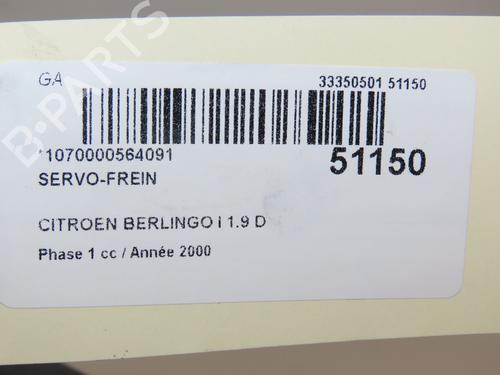 GA
33350501 51150
*1070000564091
51150
SERVO-FREIN
CITROEN BERLINGO I 1.9 D
Phase 1 cc / Année 2000
B-PARTS